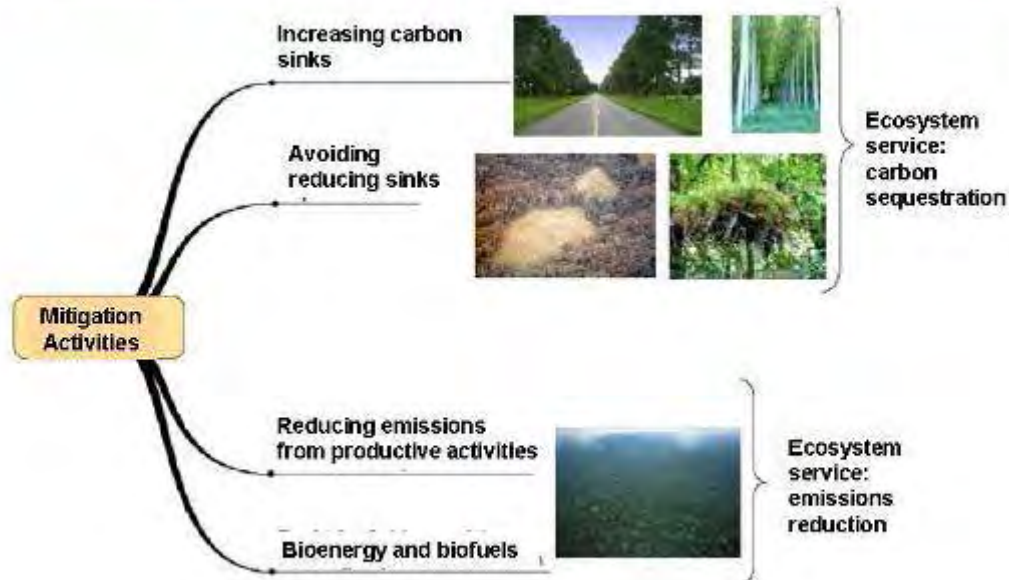 Increasing carbon
sinks
Avoiding
reducing sinks
Ecosystem
service:
carbon
sequestration
Mitigation
Activities
Reducing emissions
from productive activities
Bioenergy and biofuels
Ecosystem
service:
emissions
reduction